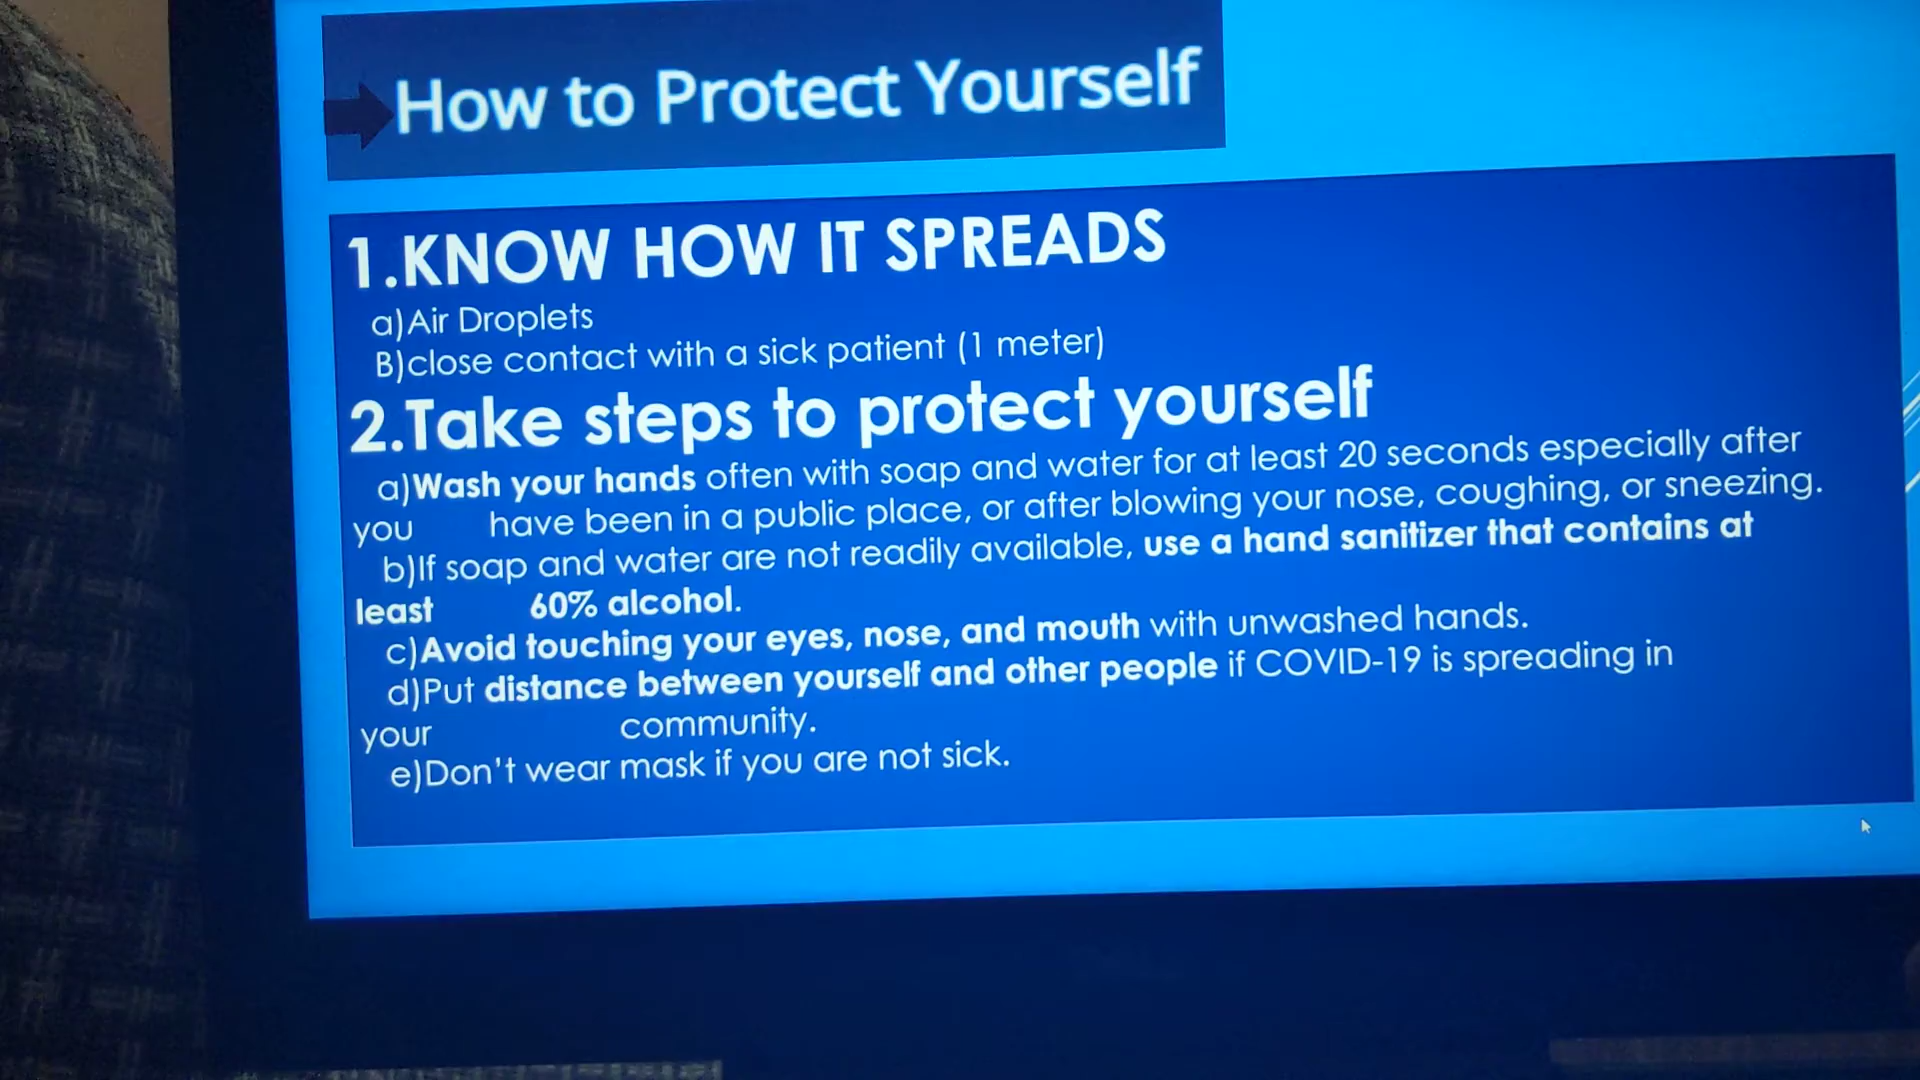 How to Protect Yourself
1.KNOW HOW IT SPREADS
a)Air Droplets
B)close contact with a sick patient (1 meter)
2.Take steps to protect yourself
a)Wash your hands often with soap and water for at least 20 seconds especially after
you have been in a public place, or after blowing your nose, coughing, or sneezing.
b)If soap and water are not readily available, use a hand sanitizer that contains at
least 60% alcohol.
c)Avoid touching your eyes, nose, and mouth with unwashed hands.
d)Put distance between yourself and other people if COVID-19 is spreading in
your community.
e)Don't wear mask if you are not sick.